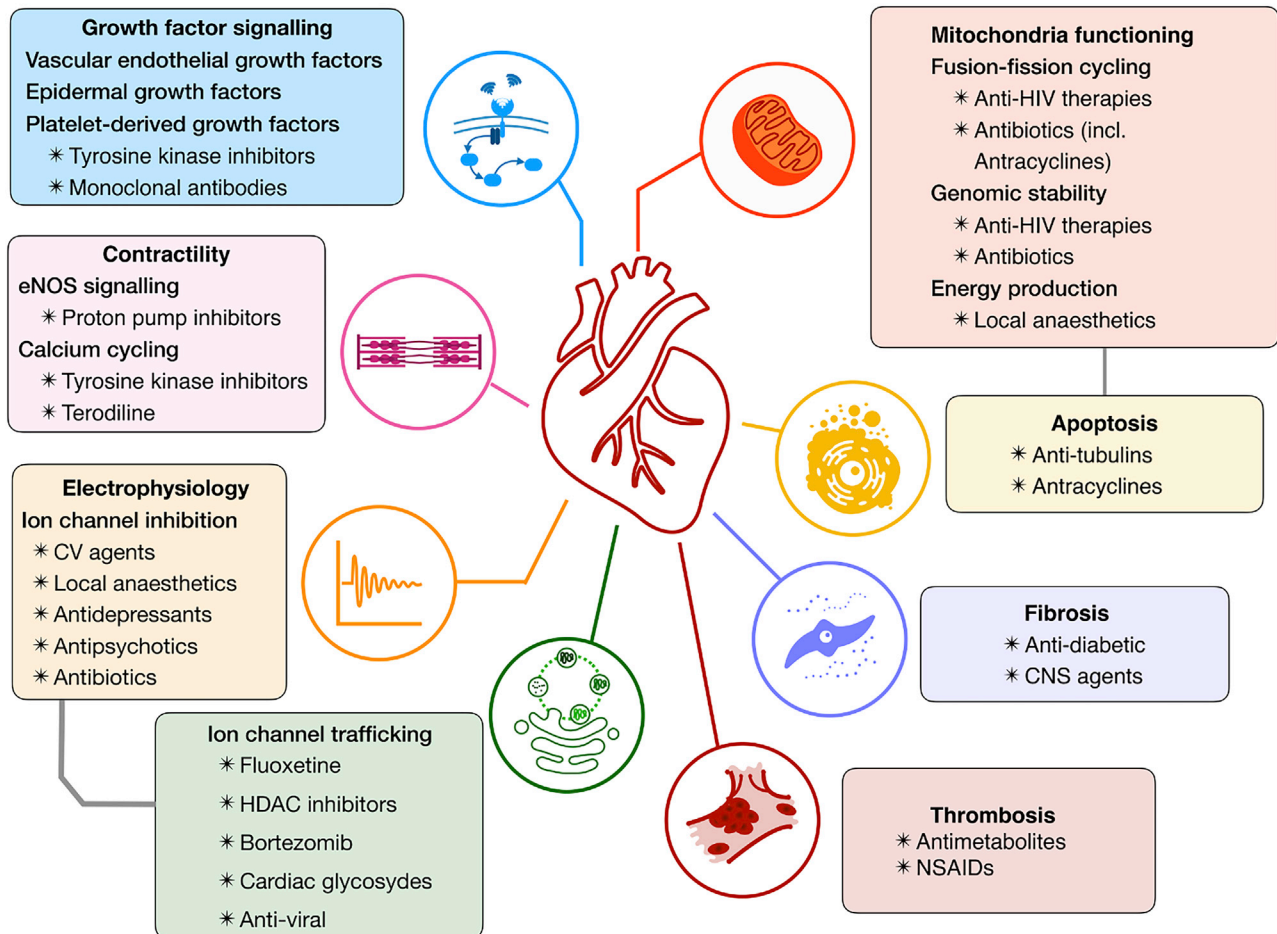 Growth factor signalling
Vascular endothelial growth factors
Epidermal growth factors
Platelet-derived growth factors
✴ Tyrosine kinase inhibitors
✴ Monoclonal antibodies
Contractility
eNOS signalling
✴ Proton pump inhibitors
Calcium cycling
✴ Tyrosine kinase inhibitors
✴ Terodiline
Electrophysiology
Ion channel inhibition
✴ CV agents
✴ Local anaesthetics
✴ Antidepressants
✴ Antipsychotics
✴ Antibiotics
Ion channel trafficking
✴ Fluoxetine
✴ HDAC inhibitors
✴ Bortezomib
✴ Cardiac glycosydes
✴ Anti-viral
Mitochondria functioning
Fusion-fission cycling
✴ Anti-HIV therapies
✴ Antibiotics (incl.
Antracyclines)
Genomic stability
✴ Anti-HIV therapies
✴ Antibiotics
Energy production
✴ Local anaesthetics
Apoptosis
✴ Anti-tubulins
✴ Antracyclines
Fibrosis
✴ Anti-diabetic
✴ CNS agents
Thrombosis
✴ Antimetabolites
✴ NSAIDs